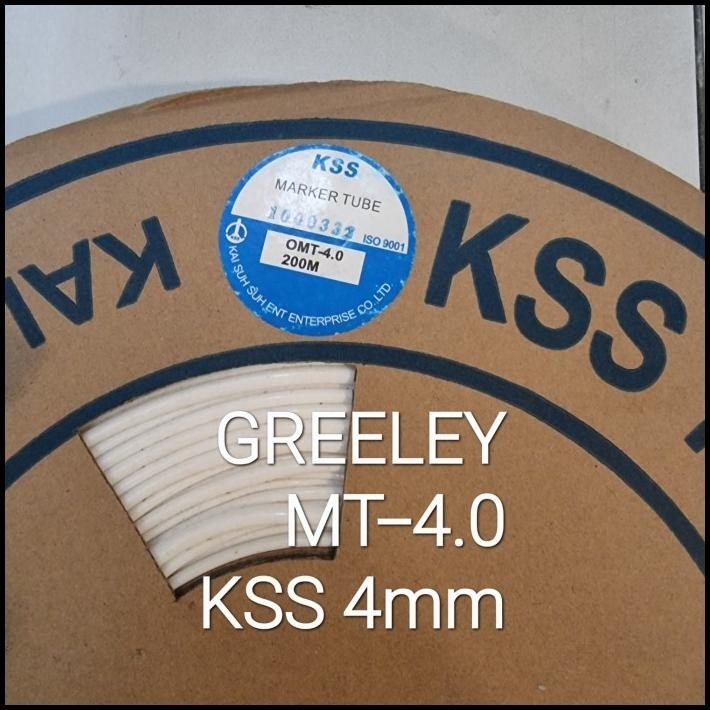 KSS
MARKER TUBE
1000332
ISO 9001
OMT-4.0
200M
KSS
KAI SUH SUH ENT ENTERPRISE CO., LTD
KAI
KSS
GREELEY
MT-4.0
KSS 4mm